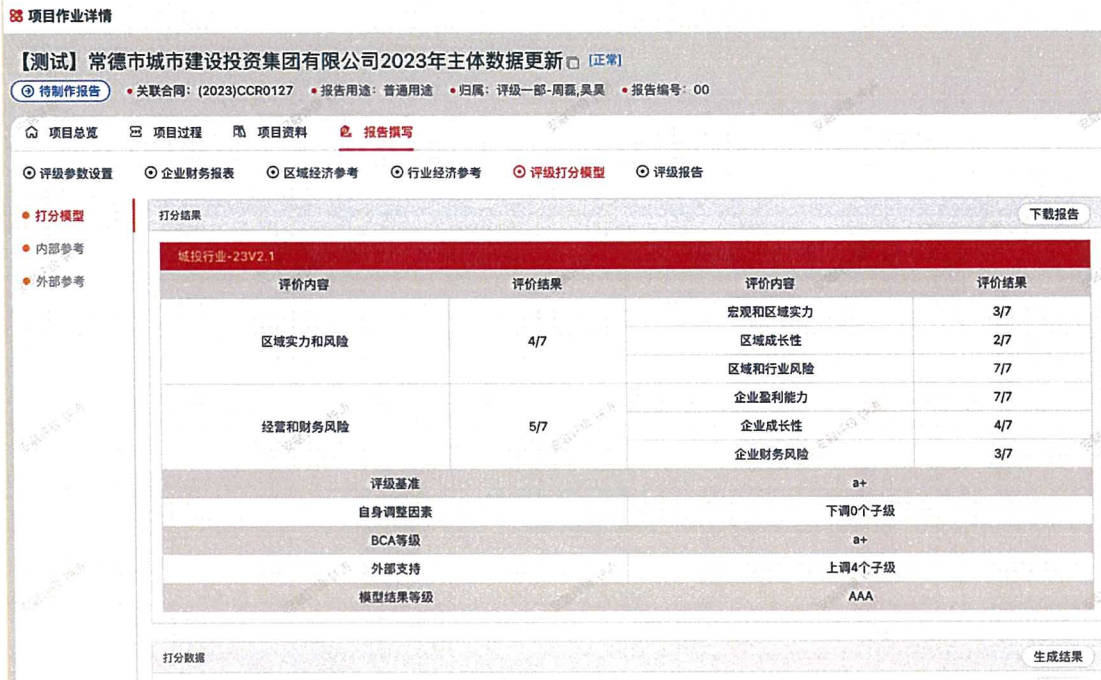 项目作业详情
【测试】常德市城市建设投资集团有限公司2023年主体数据更新 [正常]
待制作报告 •关联合同：(2023)CCR0127 •报告用途：普通用途 •归属：评级一部-周磊,吴昊 •报告编号：00
项目总览 项目过程 项目资料 报告撰写
评级参数设置 企业财务报表 区域经济参考 行业经济参考 评级打分模型 评级报告
打分模型
内部参考
外部参考
打分结果 下载报告
城投行业-23V2.1
评价内容 评价结果 评价内容 评价结果
区域实力和风险 4/7
宏观和区域实力 3/7
区域成长性 2/7
区域和行业风险 7/7
经营和财务风险 5/7
企业盈利能力 7/7
企业成长性 4/7
企业财务风险 3/7
评级基准 a+
自身调整因素 下调0个子级
BCA等级 a+
外部支持 上调4个子级
模型结果等级 AAA
打分数据 生成结果